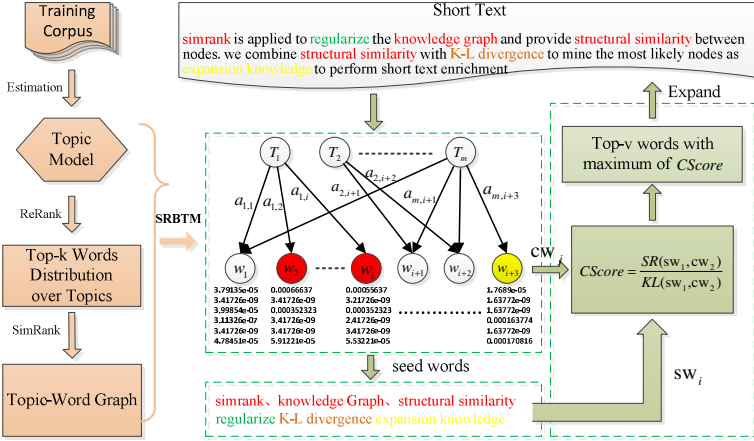 Training
Corpus
Estimation
Topic
Model
ReRank
Top-k Words
Distribution
over Topics
SimRank
Topic-Word Graph
SRBTM
Short Text
simrank is applied to regularize the knowledge graph and provide structural similarity between
nodes. we combine structural similarity with K-L divergence to mine the most likely nodes as
expansion knowledge to perform short text enrichment
T1 T2 Tm
a1,1 a1,2 a1,i a2,i+1 a2,i+2 am,i+1 am,i+3
w1 w2 wi wi+1 wi+2 wi+3
3.79135e-05 0.00066637 0.00055637 1.7689e-05
3.41726e-09 3.41726e-09 3.21726e-09 1.63772e-09
3.99854e-05 0.000352323 0.000352323 1.63772e-09
3.11326e-07 3.41726e-09 2.41726e-09 0.000163774
3.41726e-09 3.41726e-09 3.41726e-09 1.63772e-09
4.78451e-05 5.91221e-05 5.53221e-05 0.000170816
seed words
simrank、knowledge Graph、structural similarity
regularize K-L divergence expansion knowledge
cwi
swi
CScore = SR(sw1,cw2) / KL(sw1,cw2)
Top-v words with
maximum of CScore
Expand